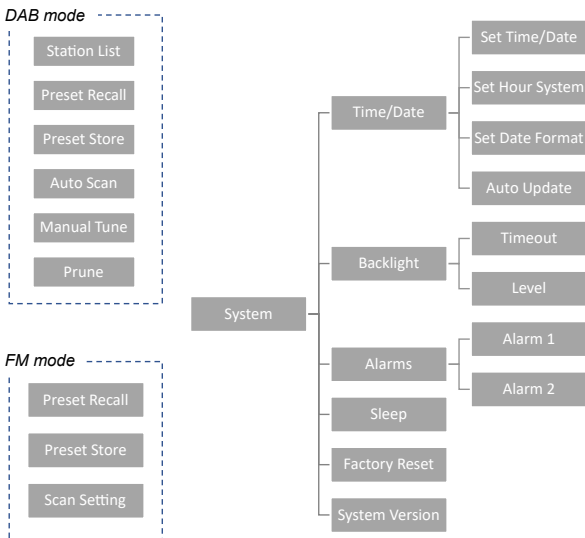 DAB mode
Station List
Preset Recall
Preset Store
Auto Scan
Manual Tune
Prune
FM mode
Preset Recall
Preset Store
Scan Setting
System
Time/Date
Set Time/Date
Set Hour System
Set Date Format
Auto Update
Backlight
Timeout
Level
Alarms
Alarm 1
Alarm 2
Sleep
Factory Reset
System Version